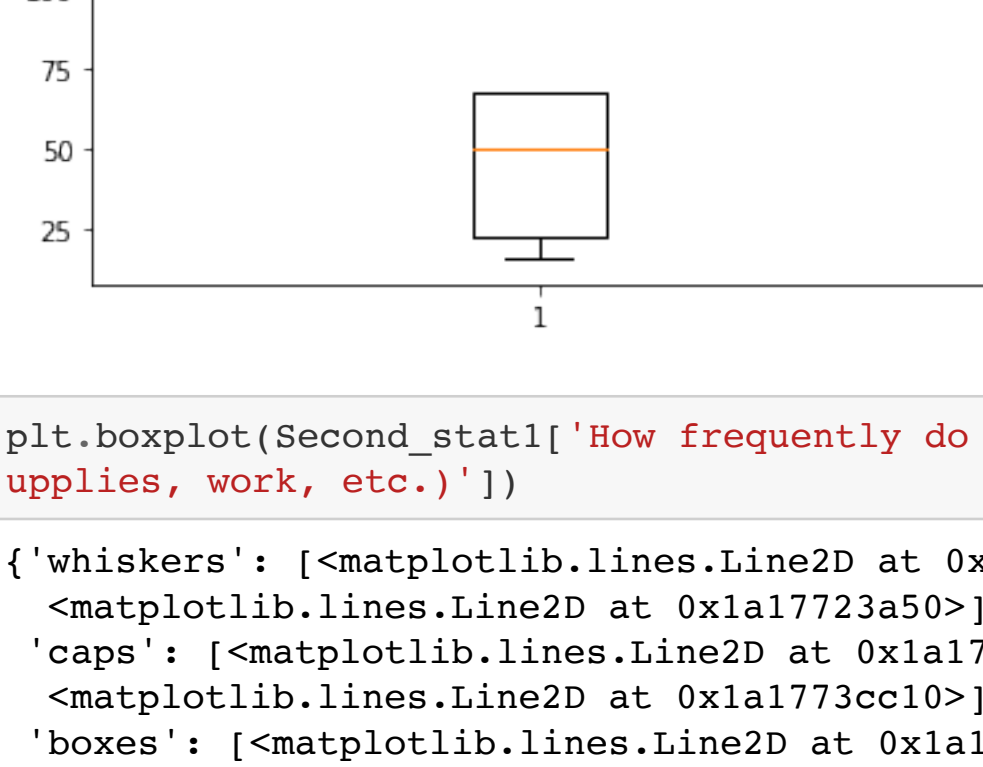 75
50
25
1
plt.boxplot(Second_stat1['How frequently do
upplies, work, etc.)'])
{'whiskers': [<matplotlib.lines.Line2D at 0x
<matplotlib.lines.Line2D at 0x1a17723a50>]
'caps': [<matplotlib.lines.Line2D at 0x1a17
<matplotlib.lines.Line2D at 0x1a1773cc10>]
'boxes': [<matplotlib.lines.Line2D at 0x1a1